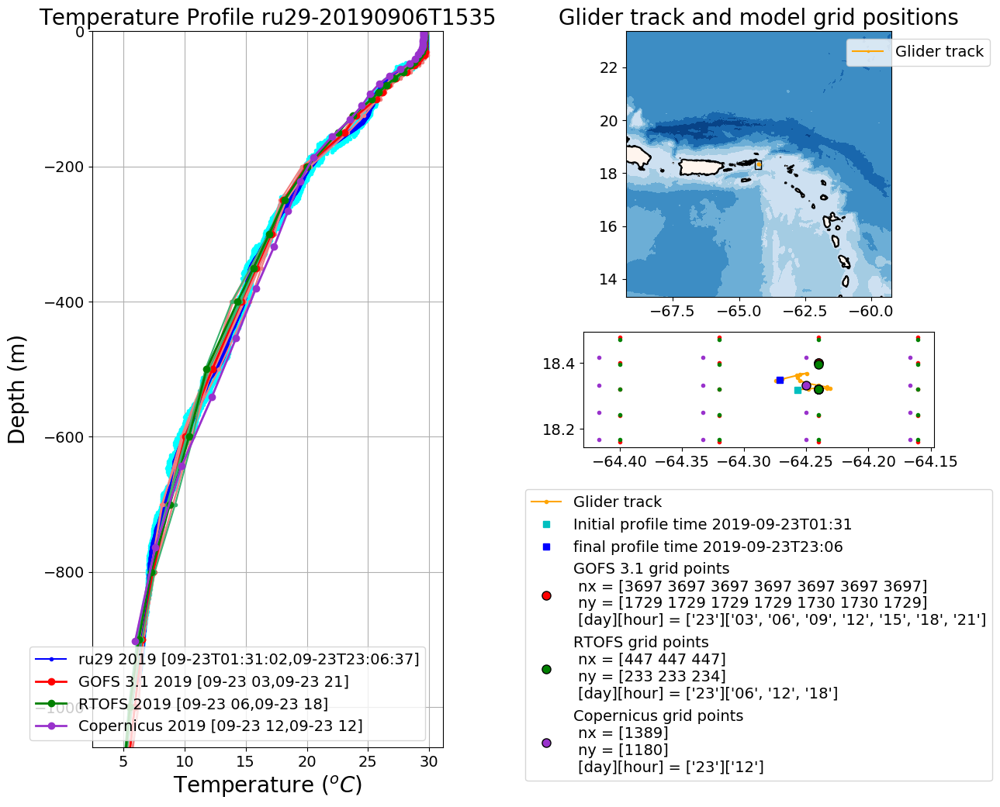 Temperature Profile ru29-20190906T1535
0
−200
−400
−600
−800
−1000
Depth (m)
5
10
15
20
25
30
Temperature (°C)
ru29 2019 [09-23T01:31:02,09-23T23:06:37]
GOFS 3.1 2019 [09-23 03,09-23 21]
RTOFS 2019 [09-23 06,09-23 18]
Copernicus 2019 [09-23 12,09-23 12]
Glider track and model grid positions
Glider track
22
20
18
16
14
−67.5
−65.0
−62.5
−60.0
18.4
18.2
−64.40
−64.35
−64.30
−64.25
−64.20
−64.15
Glider track
Initial profile time 2019-09-23T01:31
final profile time 2019-09-23T23:06
GOFS 3.1 grid points
nx = [3697 3697 3697 3697 3697 3697 3697]
ny = [1729 1729 1729 1729 1730 1730 1729]
[day][hour] = ['23']['03', '06', '09', '12', '15', '18', '21']
RTOFS grid points
nx = [447 447 447]
ny = [233 233 234]
[day][hour] = ['23']['06', '12', '18']
Copernicus grid points
nx = [1389]
ny = [1180]
[day][hour] = ['23']['12']